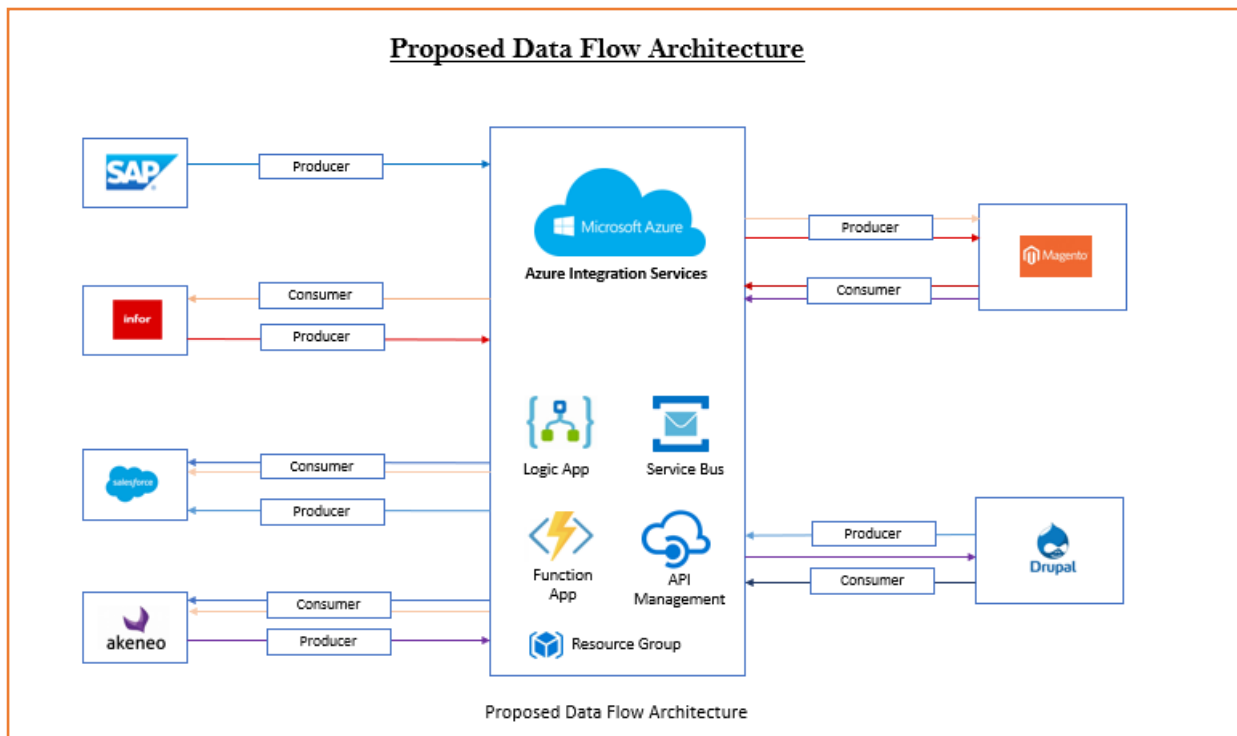 Proposed Data Flow Architecture
SAP
®
Producer
Microsoft Azure
Azure Integration Services
Producer
Magento
Consumer
infor
Consumer
Producer
Logic App
Service Bus
salesforce
Consumer
Producer
Function
App
API
Management
Producer
Drupal
Consumer
akeneo
Consumer
Producer
Resource Group
Proposed Data Flow Architecture